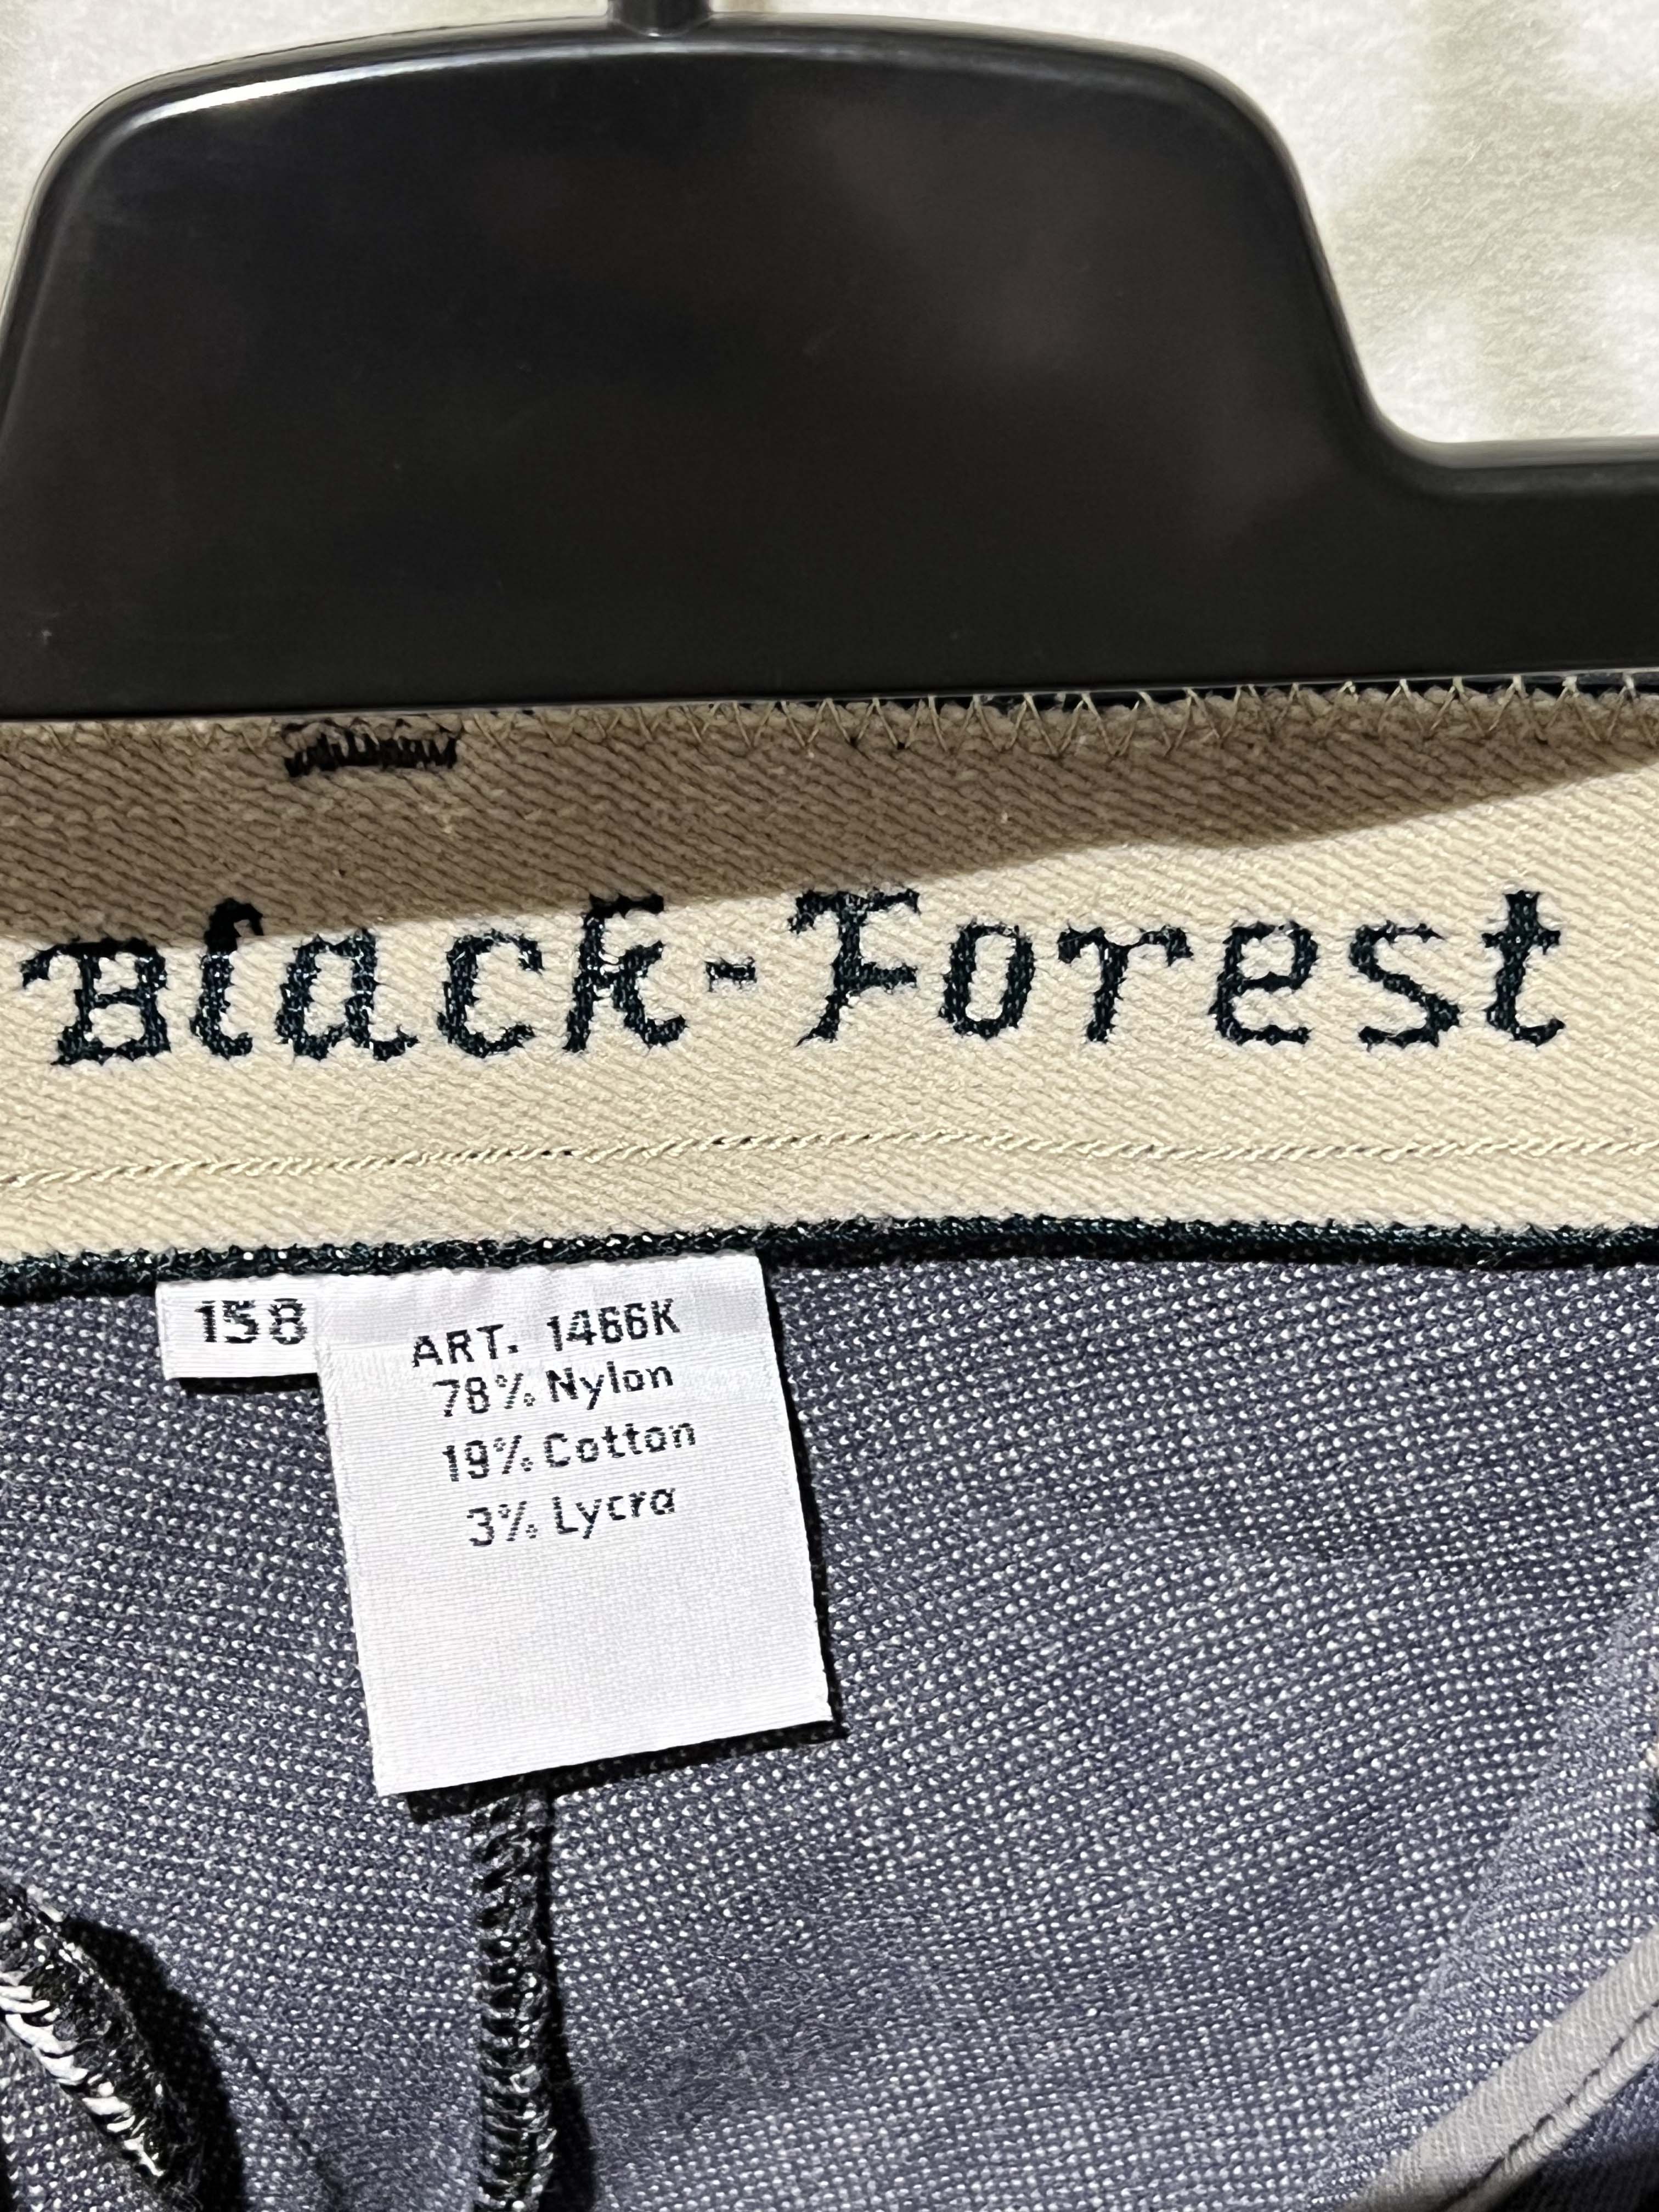 Black-Forest
158
ART. 1466K
78% Nylon
19% Cotton
3% Lycra